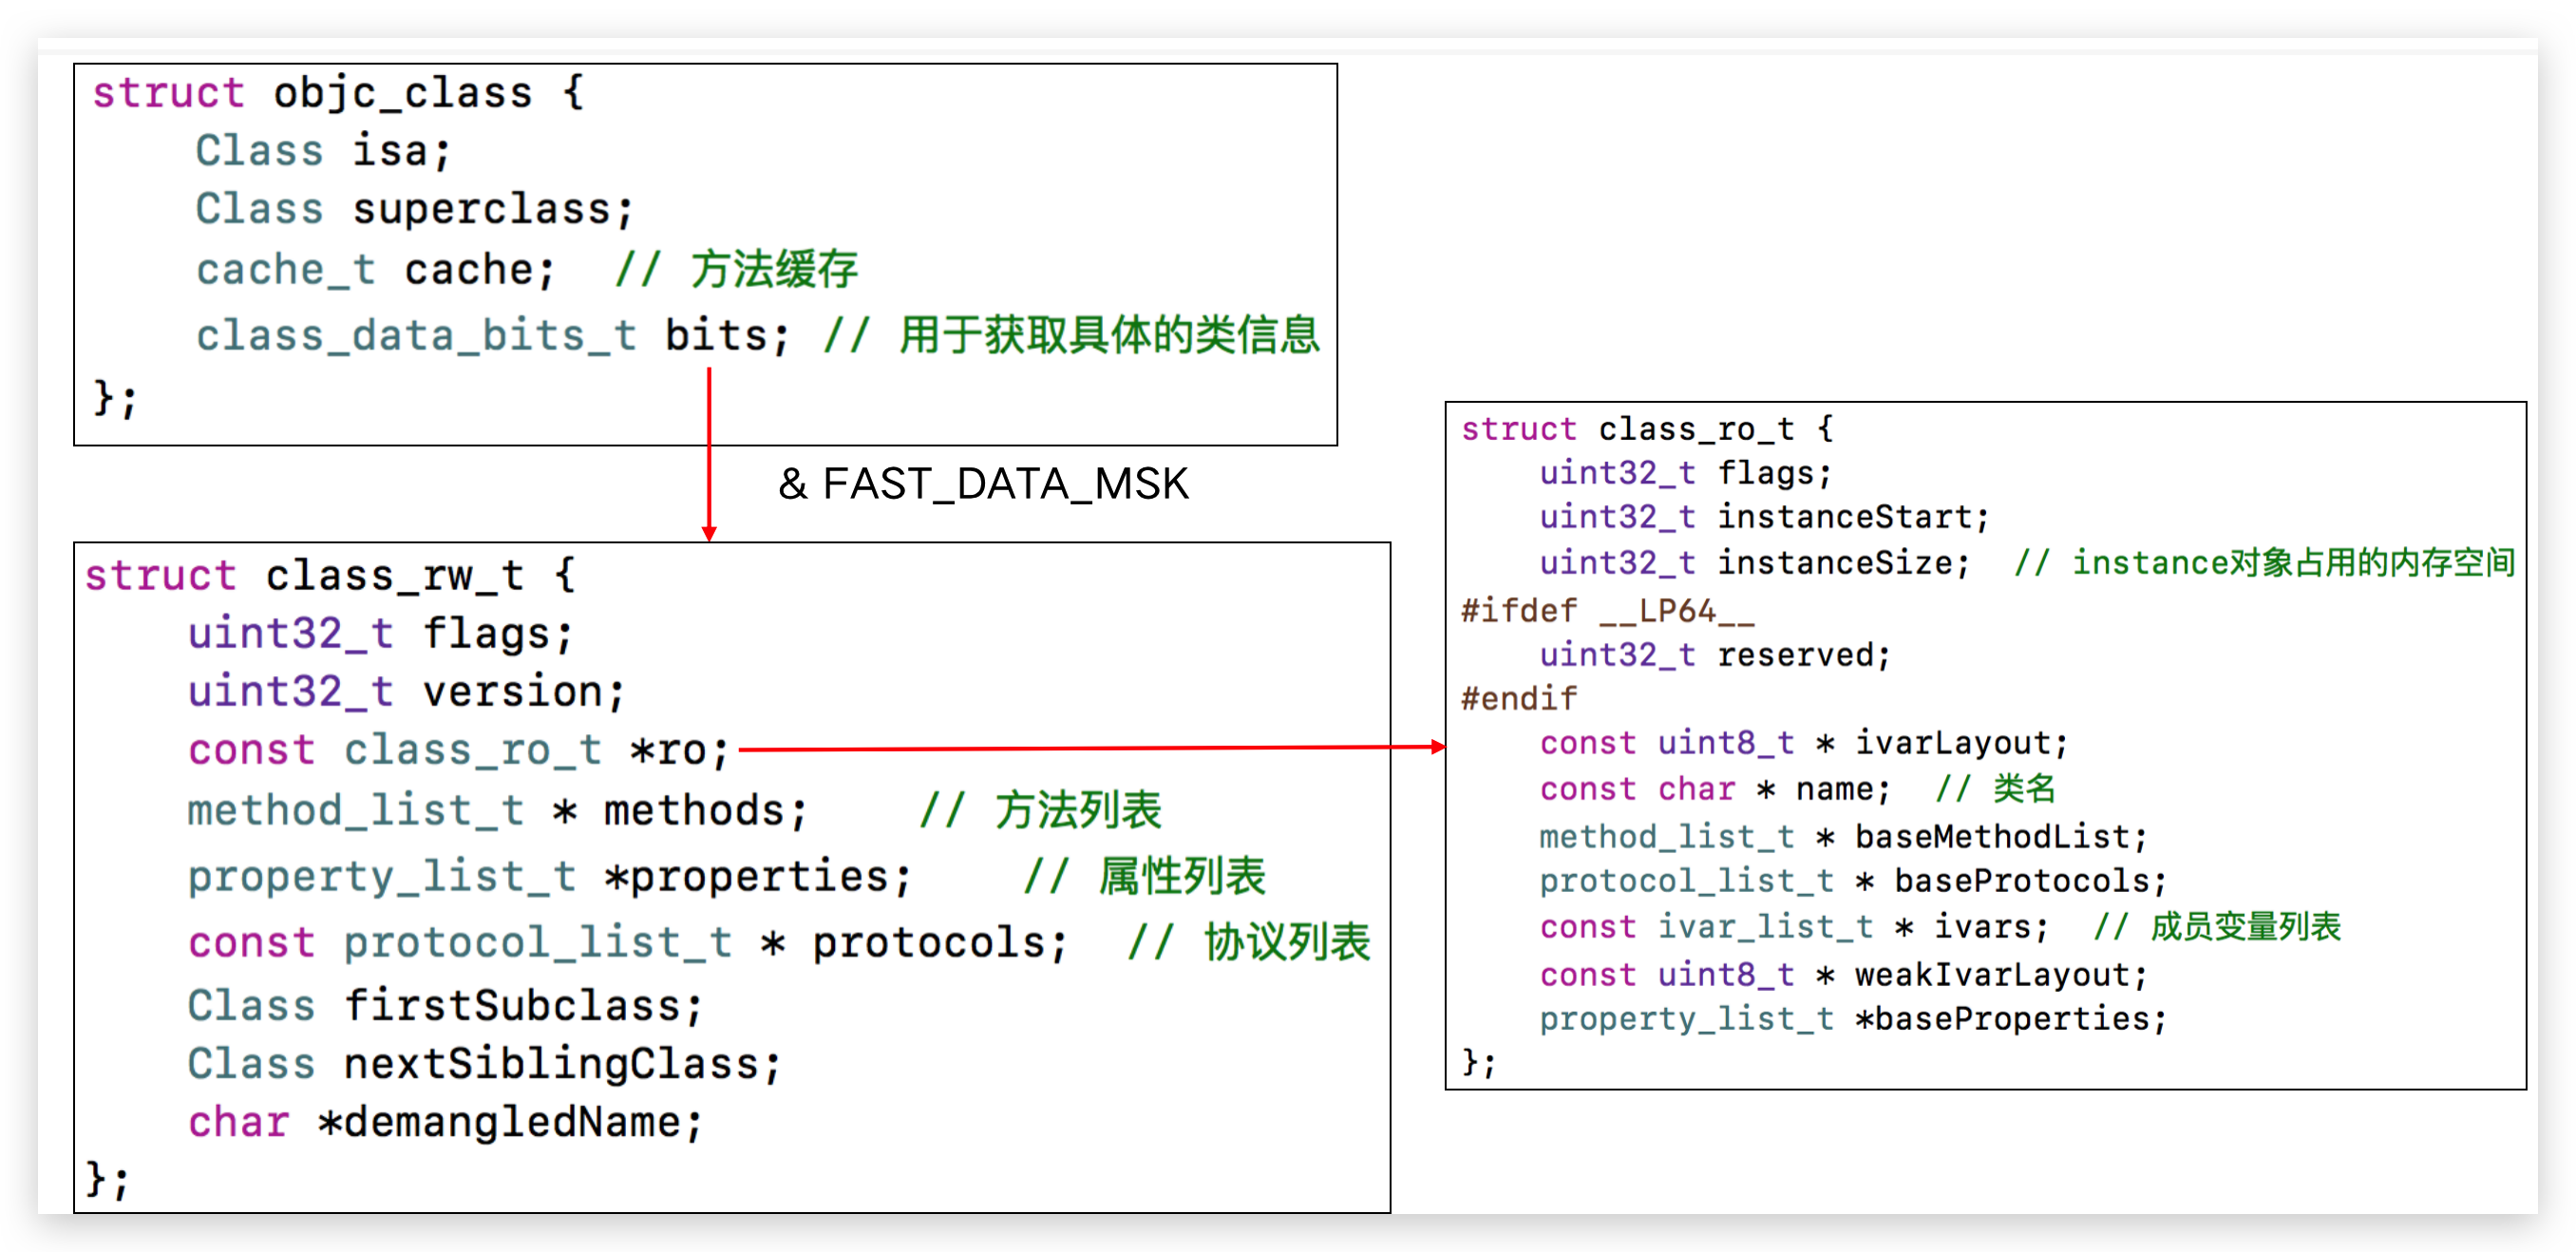 struct objc_class {
Class isa;
Class superclass;
cache_t cache; // 方法缓存
class_data_bits_t bits; // 用于获取具体的类信息
};
& FAST_DATA_MSK
struct class_rw_t {
uint32_t flags;
uint32_t version;
const class_ro_t *ro;
method_list_t * methods; // 方法列表
property_list_t *properties; // 属性列表
const protocol_list_t * protocols; // 协议列表
Class firstSubclass;
Class nextSiblingClass;
char *demangledName;
};
struct class_ro_t {
uint32_t flags;
uint32_t instanceStart;
uint32_t instanceSize; // instance对象占用的内存空间
#ifdef __LP64__
uint32_t reserved;
#endif
const uint8_t * ivarLayout;
const char * name; // 类名
method_list_t * baseMethodList;
protocol_list_t * baseProtocols;
const ivar_list_t * ivars; // 成员变量列表
const uint8_t * weakIvarLayout;
property_list_t *baseProperties;
};